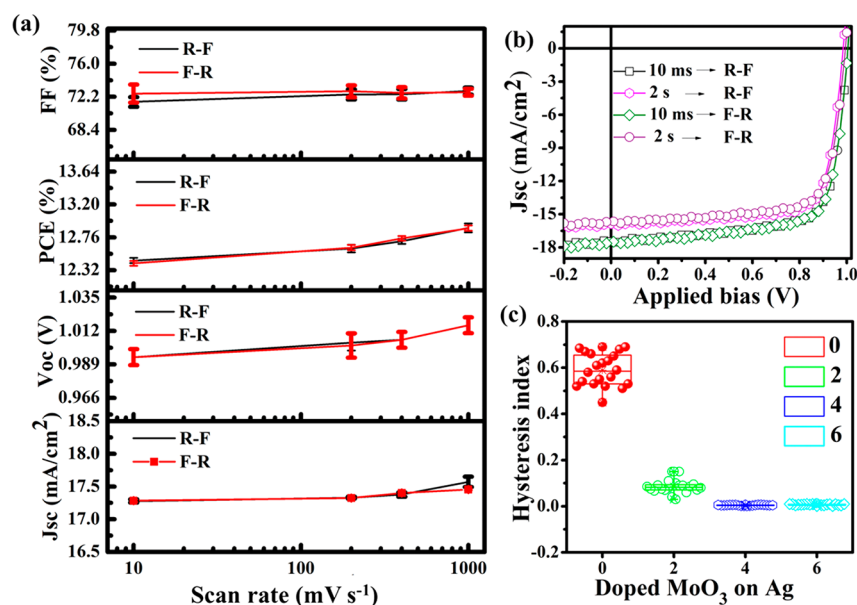 (a)
FF (%)
79.8
76.0
72.2
68.4
R-F
F-R
PCE (%)
13.64
13.20
12.76
12.32
R-F
F-R
Voc (V)
1.035
1.012
0.989
0.966
R-F
F-R
Jsc (mA/cm²)
18.5
18.0
17.5
17.0
16.5
R-F
F-R
10 100 1000
Scan rate (mV s⁻¹)
(b)
Jsc (mA/cm²)
0
-3
-6
-9
-12
-15
-18
10 ms → R-F
2 s → R-F
10 ms → F-R
2 s → F-R
-0.2 0.0 0.2 0.4 0.6 0.8 1.0
Applied bias (V)
(c)
Hysteresis index
0.8
0.6
0.4
0.2
0.0
-0.2
0
2
4
6
0 2 4 6
Doped MoO₃ on Ag